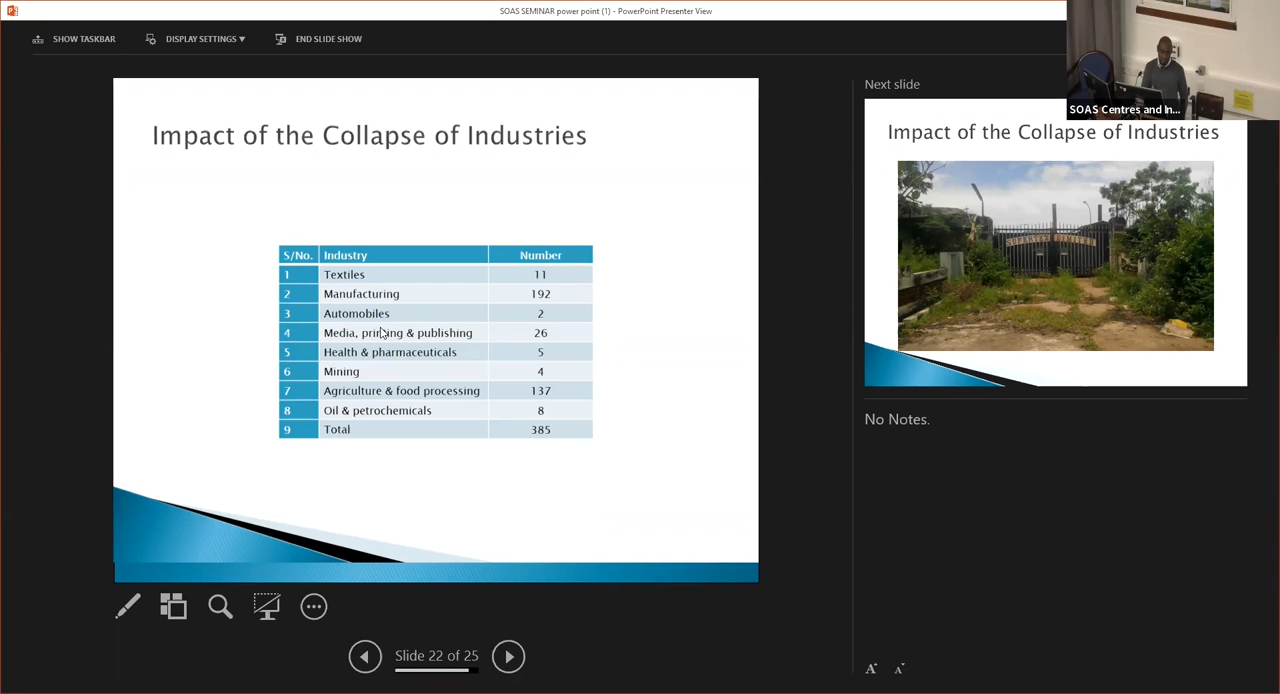 SOAS SEMINAR power point (1) - PowerPoint Presenter View
SHOW TASKBAR DISPLAY SETTINGS ▼ END SLIDE SHOW
SOAS Centres and In...
Impact of the Collapse of Industries
S/No. Industry Number
1 Textiles 11
2 Manufacturing 192
3 Automobiles 2
4 Media, printing & publishing 26
5 Health & pharmaceuticals 5
6 Mining 4
7 Agriculture & food processing 137
8 Oil & petrochemicals 8
9 Total 385
Slide 22 of 25
Next slide
Impact of the Collapse of Industries
No Notes.
A A